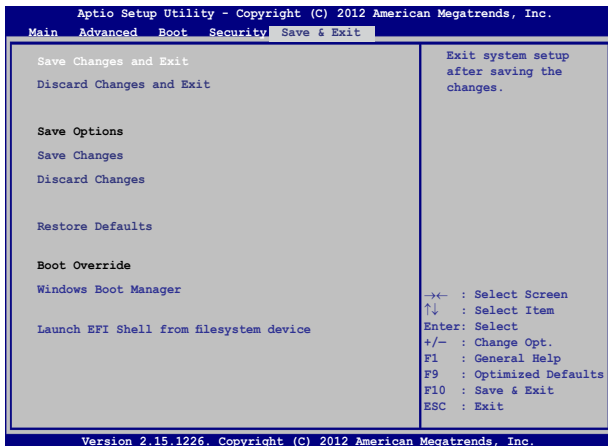 Aptio Setup Utility - Copyright (C) 2012 American Megatrends, Inc.
Main Advanced Boot Security Save & Exit
Save Changes and Exit
Discard Changes and Exit
Save Options
Save Changes
Discard Changes
Restore Defaults
Boot Override
Windows Boot Manager
Launch EFI Shell from filesystem device
Exit system setup
after saving the
changes.
→← : Select Screen
↑↓ : Select Item
Enter: Select
+/— : Change Opt.
F1 : General Help
F9 : Optimized Defaults
F10 : Save & Exit
ESC : Exit
Version 2.15.1226. Copyright (C) 2012 American Megatrends, Inc.